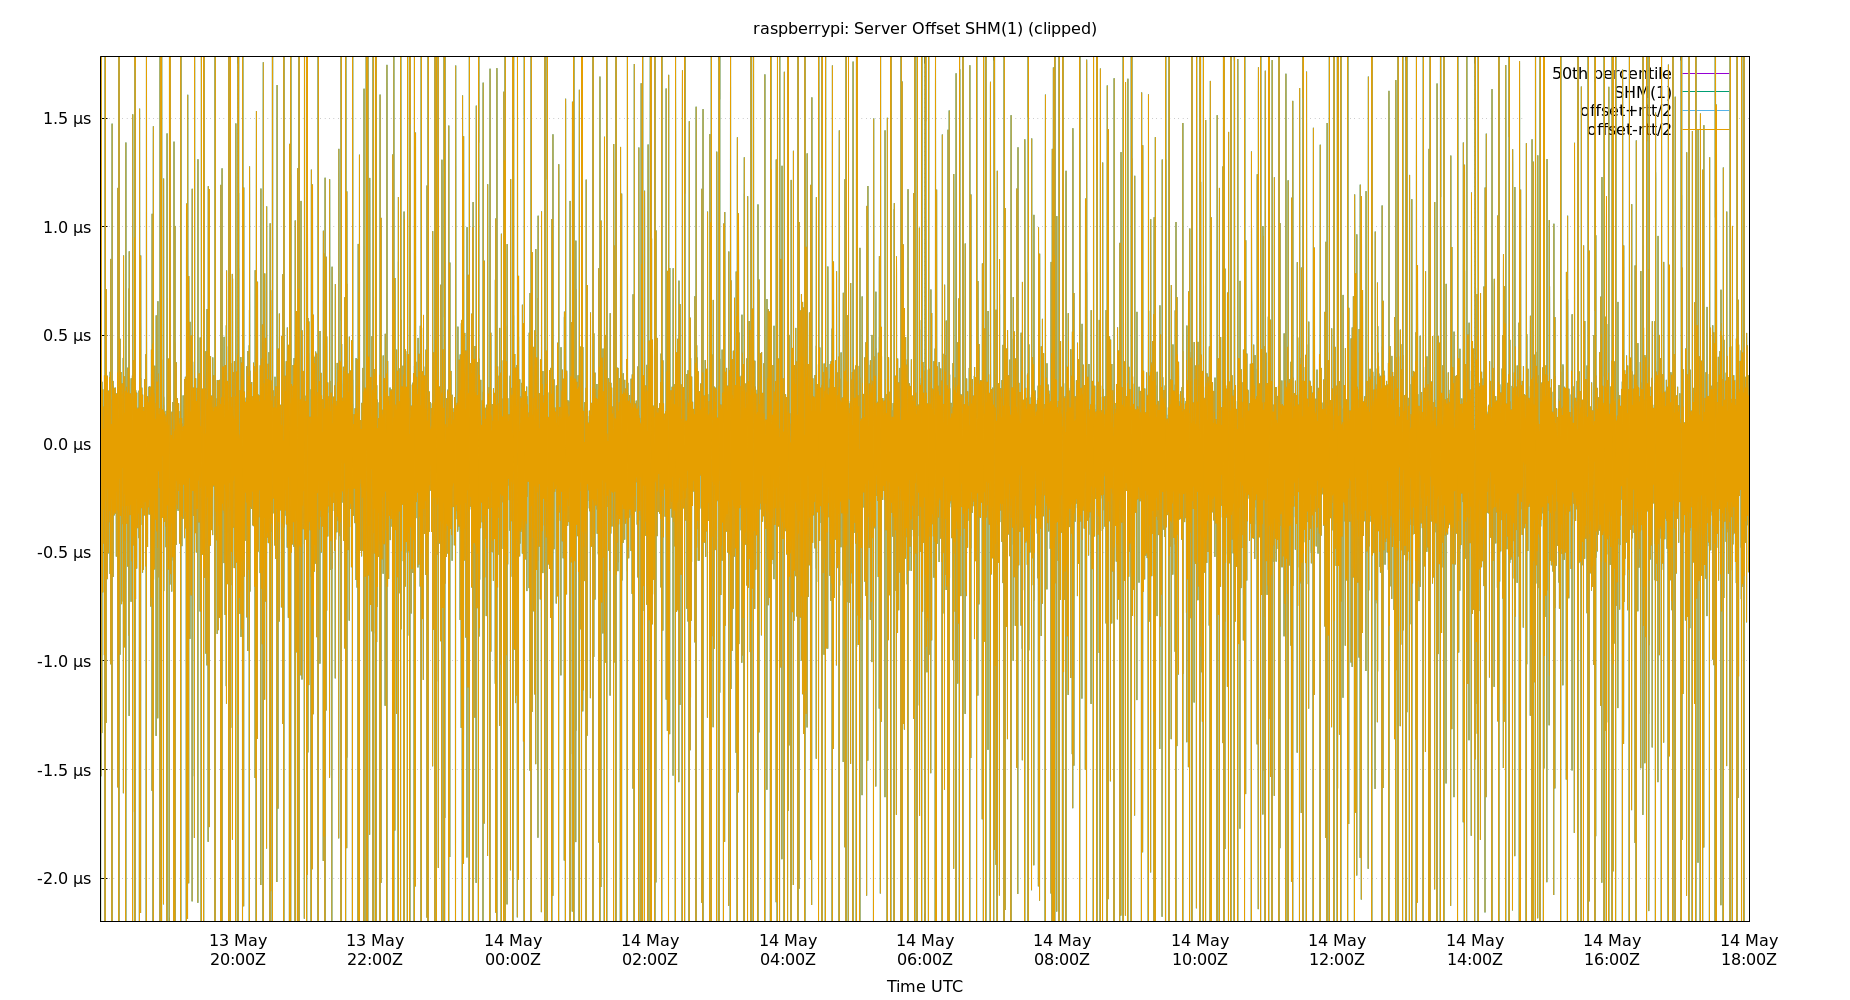 raspberrypi: Server Offset SHM(1) (clipped)
50th percentile
SHM(1)
offset+rtt/2
offset-rtt/2
1.5 µs
1.0 µs
0.5 µs
0.0 µs
-0.5 µs
-1.0 µs
-1.5 µs
-2.0 µs
13 May 13 May 14 May 14 May 14 May 14 May 14 May 14 May 14 May 14 May 14 May 14 May
20:00Z 22:00Z 00:00Z 02:00Z 04:00Z 06:00Z 08:00Z 10:00Z 12:00Z 14:00Z 16:00Z 18:00Z
Time UTC